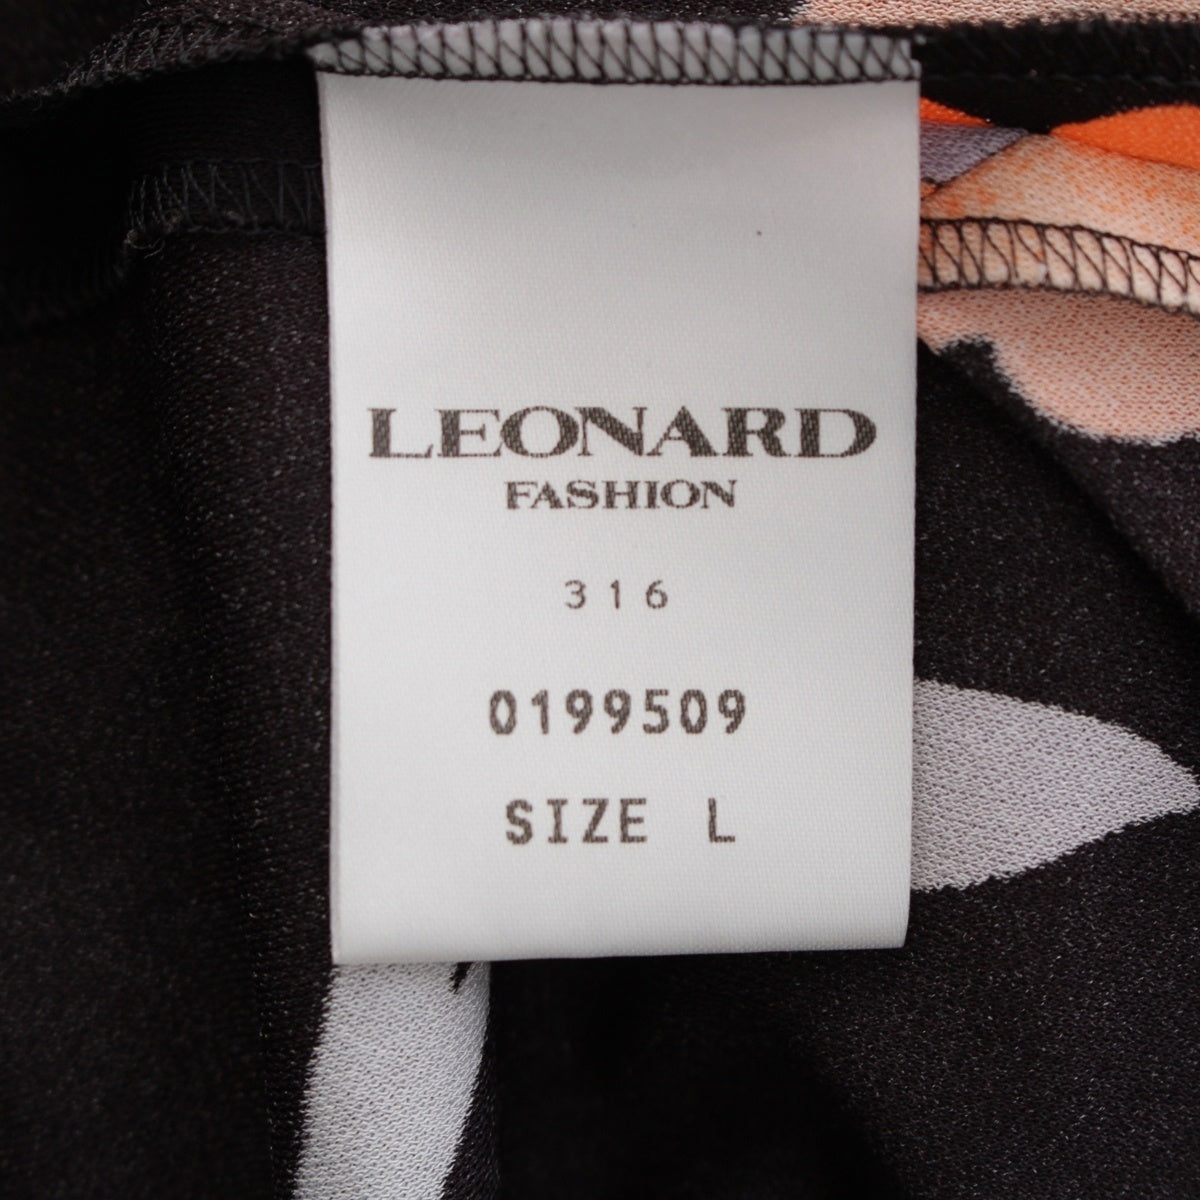 LEONARD
FASHION
316
0199509
SIZE L